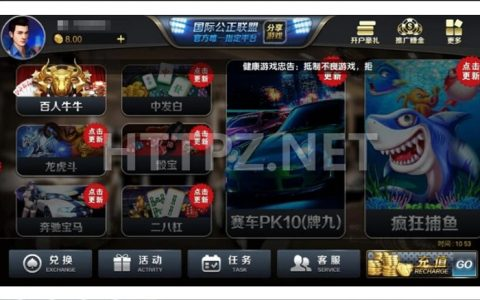 8.00
国际公正联盟
官方唯一指定平台
分享
游戏
开户豪礼
推广赚金
更多
健康游戏忠告：抵制不良游戏，拒
百人牛牛
中发白
点击
更新
更新
龙虎斗
点击
更新
骰宝
点击
更新
奔驰宝马
点击
更新
二八杠
点击
更新
赛车PK10(牌九)
更新
疯狂捕鱼
HTTPZ.NET
时间:10:53
兑换
EXCHANGE
活动
ACTIVITY
任务
TASK
客服
SERVICE
充值
RECHARGE
GO